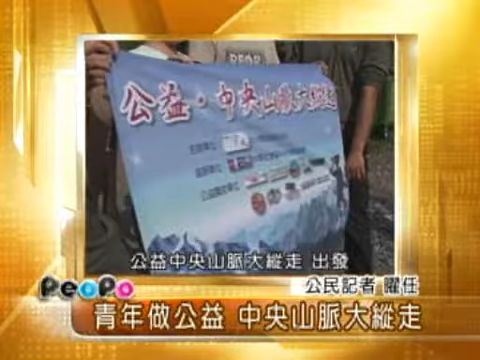 公益・中央山脈大縱走
公益中央山脈大縱走 出發
PeoPo
公民記者 曜任
青年做公益 中央山脈大縱走